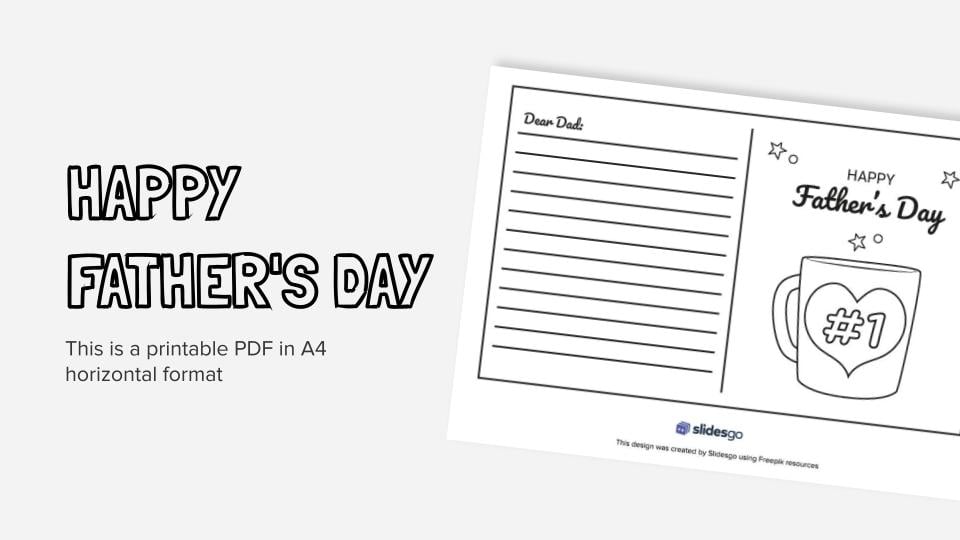 HAPPY
FATHER'S DAY
This is a printable PDF in A4
horizontal format
Dear Dad:
HAPPY
Father's Day
#1
slidesgo
This design was created by Slidesgo using Freepik resources